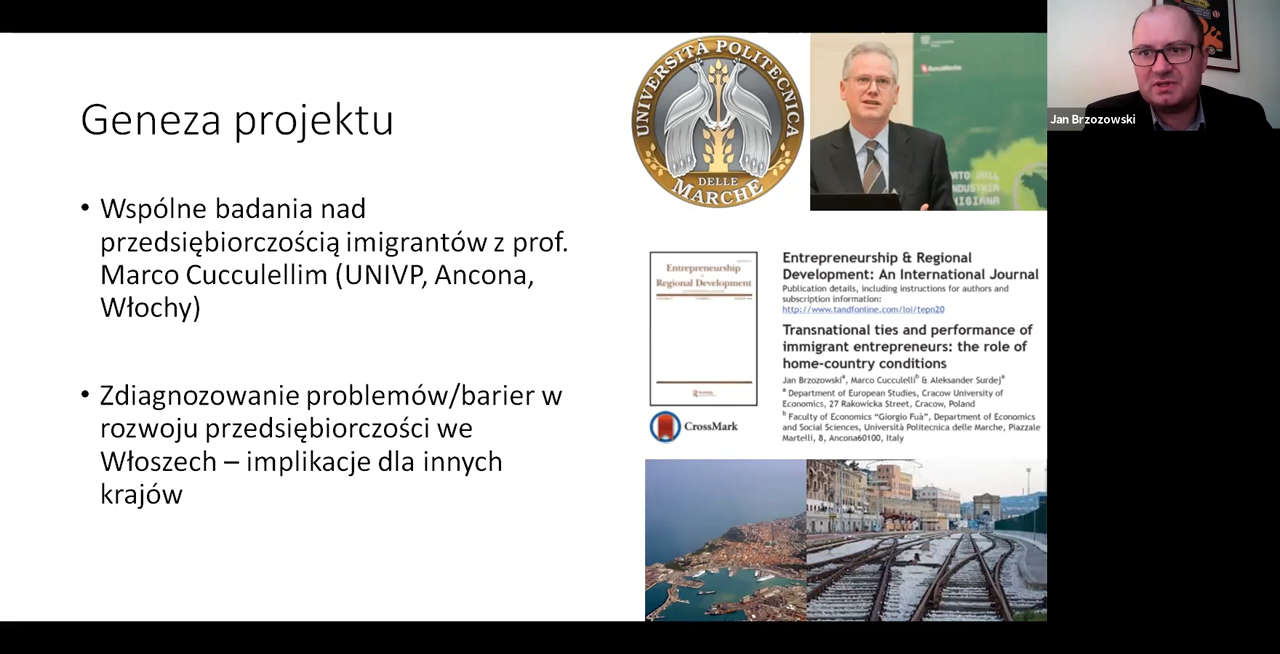 Geneza projektu
• Wspólne badania nad
przedsiębiorczością imigrantów z prof.
Marco Cucculellim (UNIVP, Ancona,
Włochy)
• Zdiagnozowanie problemów/barier w
rozwoju przedsiębiorczości we
Włoszech – implikacje dla innych
krajów
UNIVERSITÀ POLITECNICA
DELLE
MARCHE
Entrepreneurship
Regional Development
CrossMark
Entrepreneurship & Regional
Development: An International Journal
Publication details, including instructions for authors and
subscription information:
http://www.tandfonline.com/loi/tepn20
Transnational ties and performance of
immigrant entrepreneurs: the role of
home-country conditions
Jan Brzozowskiª, Marco Cucculelliᵇ & Aleksander Surdejª
ª Department of European Studies, Cracow University of
Economics, 27 Rakowicka Street, Cracow, Poland
ᵇ Faculty of Economics “Giorgio Fuà”, Department of Economics
and Social Sciences, Università Politecnica delle Marche, Piazzale
Martelli, 8, Ancona60100, Italy
Jan Brzozowski